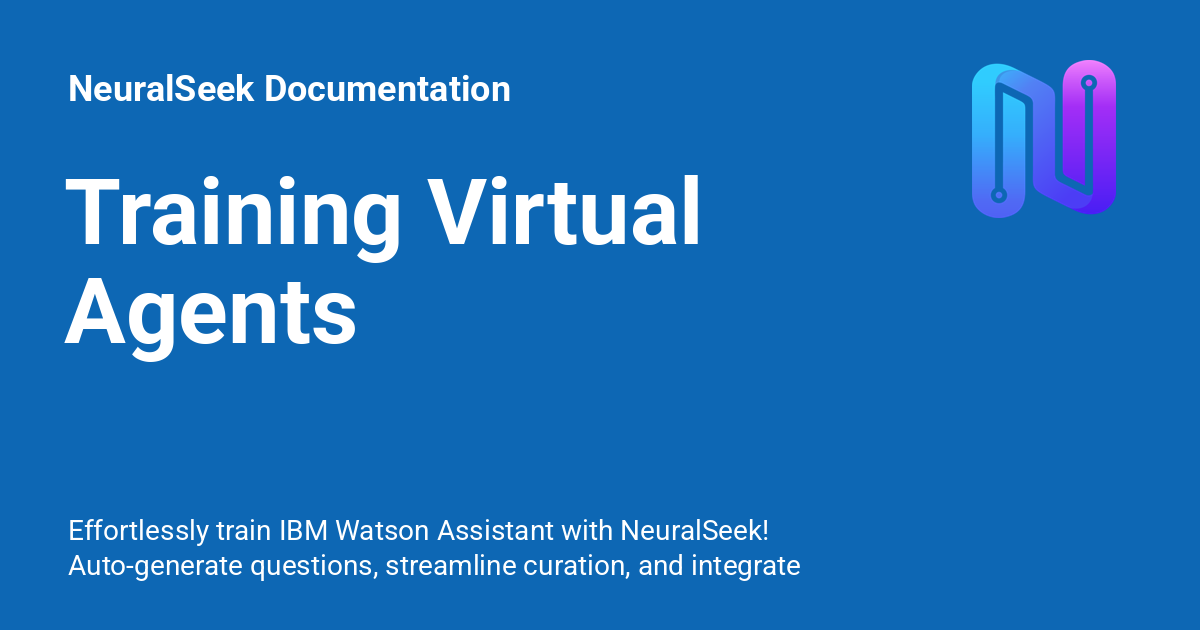 NeuralSeek Documentation
Training Virtual
Agents
Effortlessly train IBM Watson Assistant with NeuralSeek!
Auto-generate questions, streamline curation, and integrate